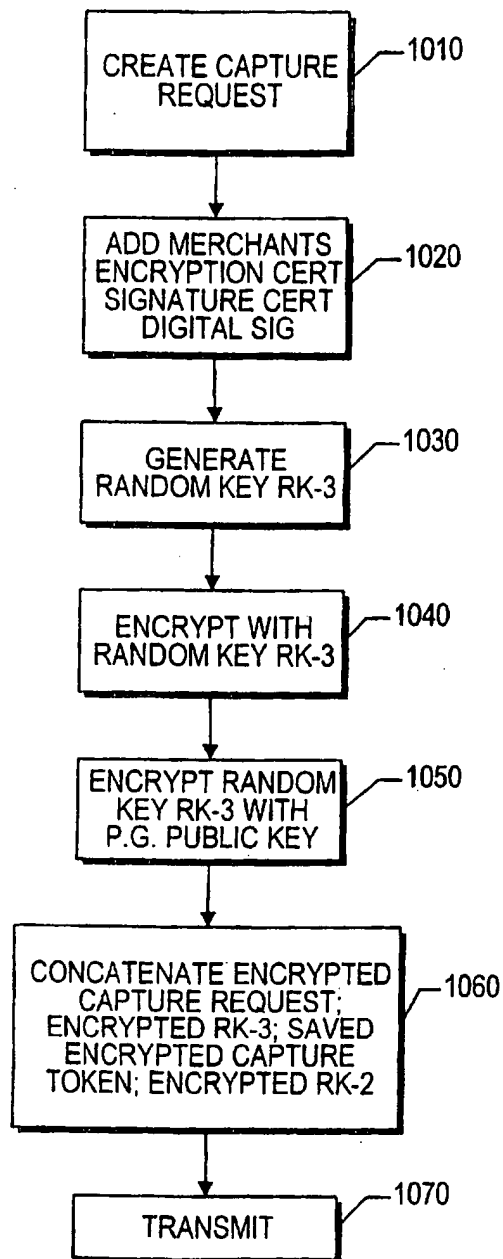 CREATE CAPTURE
REQUEST
1010
ADD MERCHANTS
ENCRYPTION CERT
SIGNATURE CERT
DIGITAL SIG
1020
GENERATE
RANDOM KEY RK-3
1030
ENCRYPT WITH
RANDOM KEY RK-3
1040
ENCRYPT RANDOM
KEY RK-3 WITH
P.G. PUBLIC KEY
1050
CONCATENATE ENCRYPTED
CAPTURE REQUEST;
ENCRYPTED RK-3; SAVED
ENCRYPTED CAPTURE
TOKEN; ENCRYPTED RK-2
1060
TRANSMIT
1070